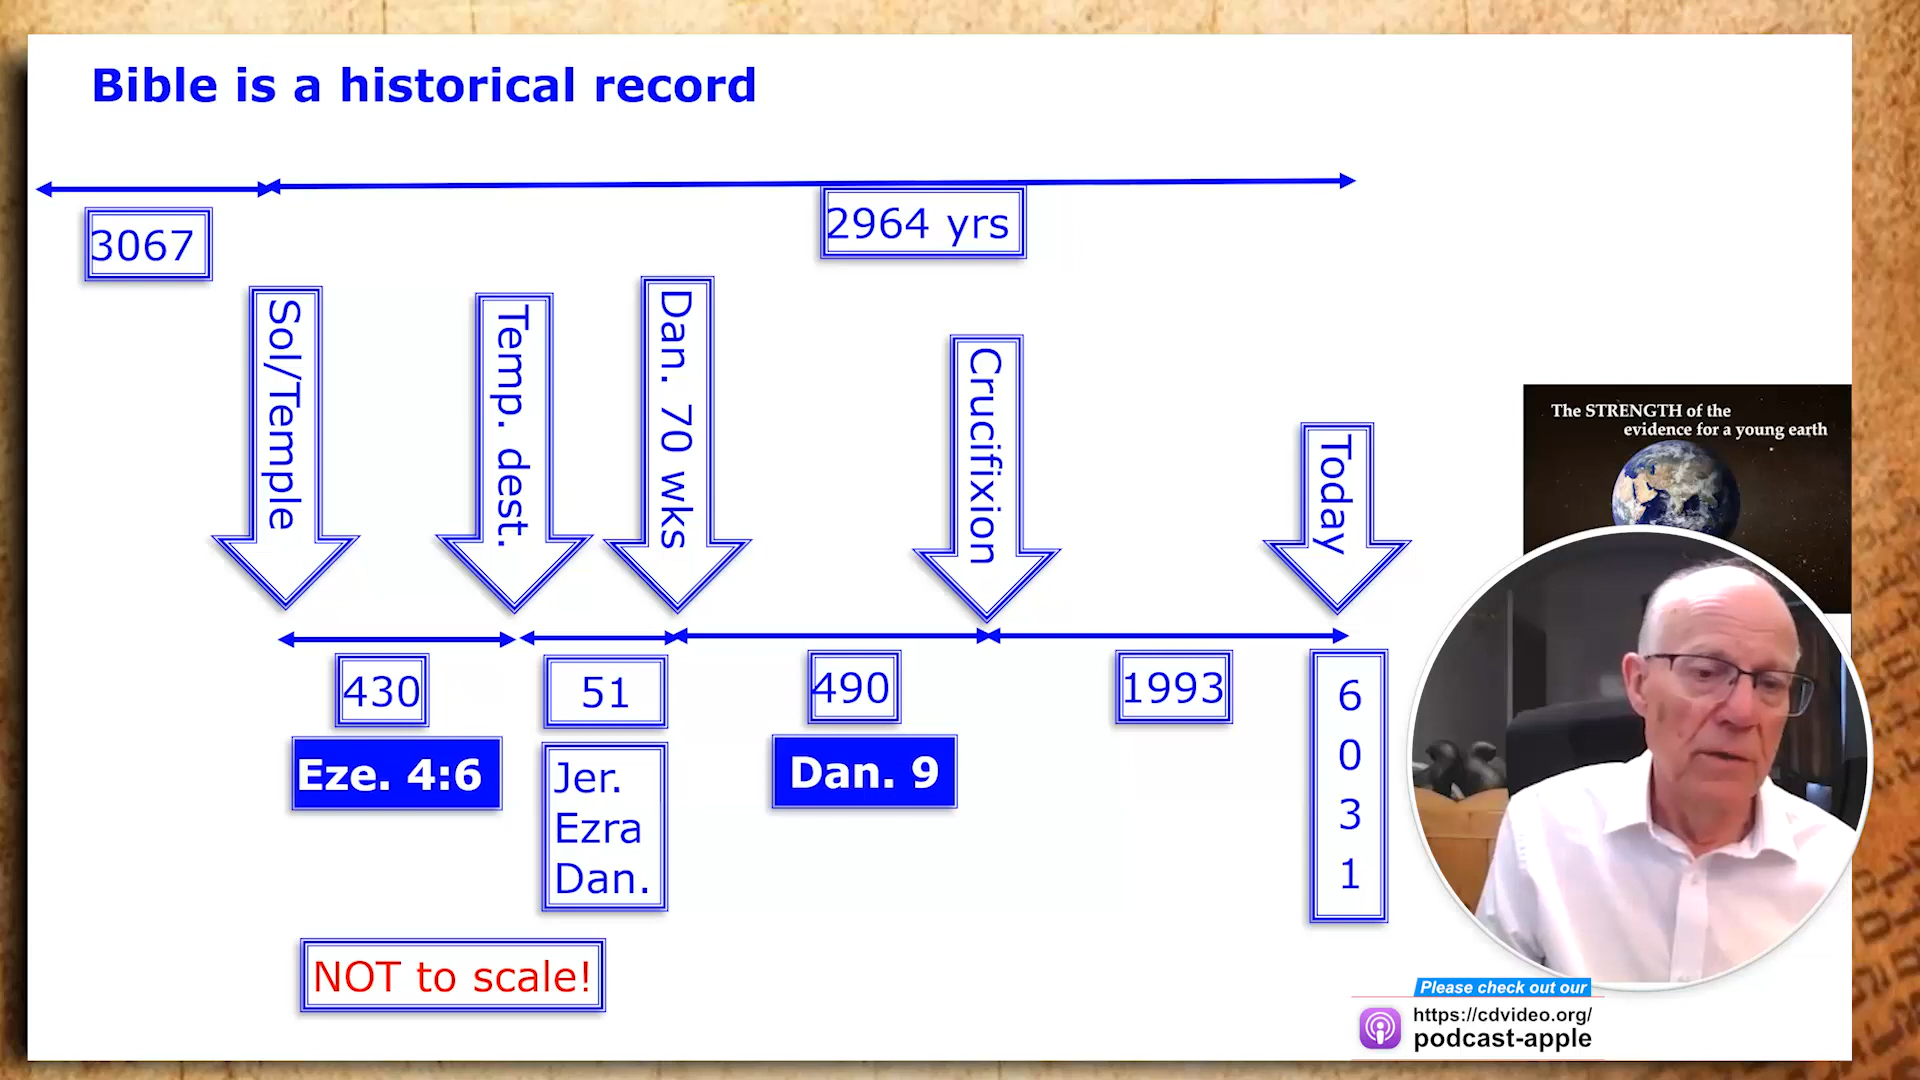 Bible is a historical record
3067
2964 yrs
Sol/Temple
Temp. dest.
Dan. 70 wks
Crucifixion
Today
430
51
490
1993
6
0
3
1
Eze. 4:6
Jer.
Ezra
Dan.
Dan. 9
NOT to scale!
The STRENGTH of the
evidence for a young earth
Please check out our
https://cdvideo.org/
podcast-apple